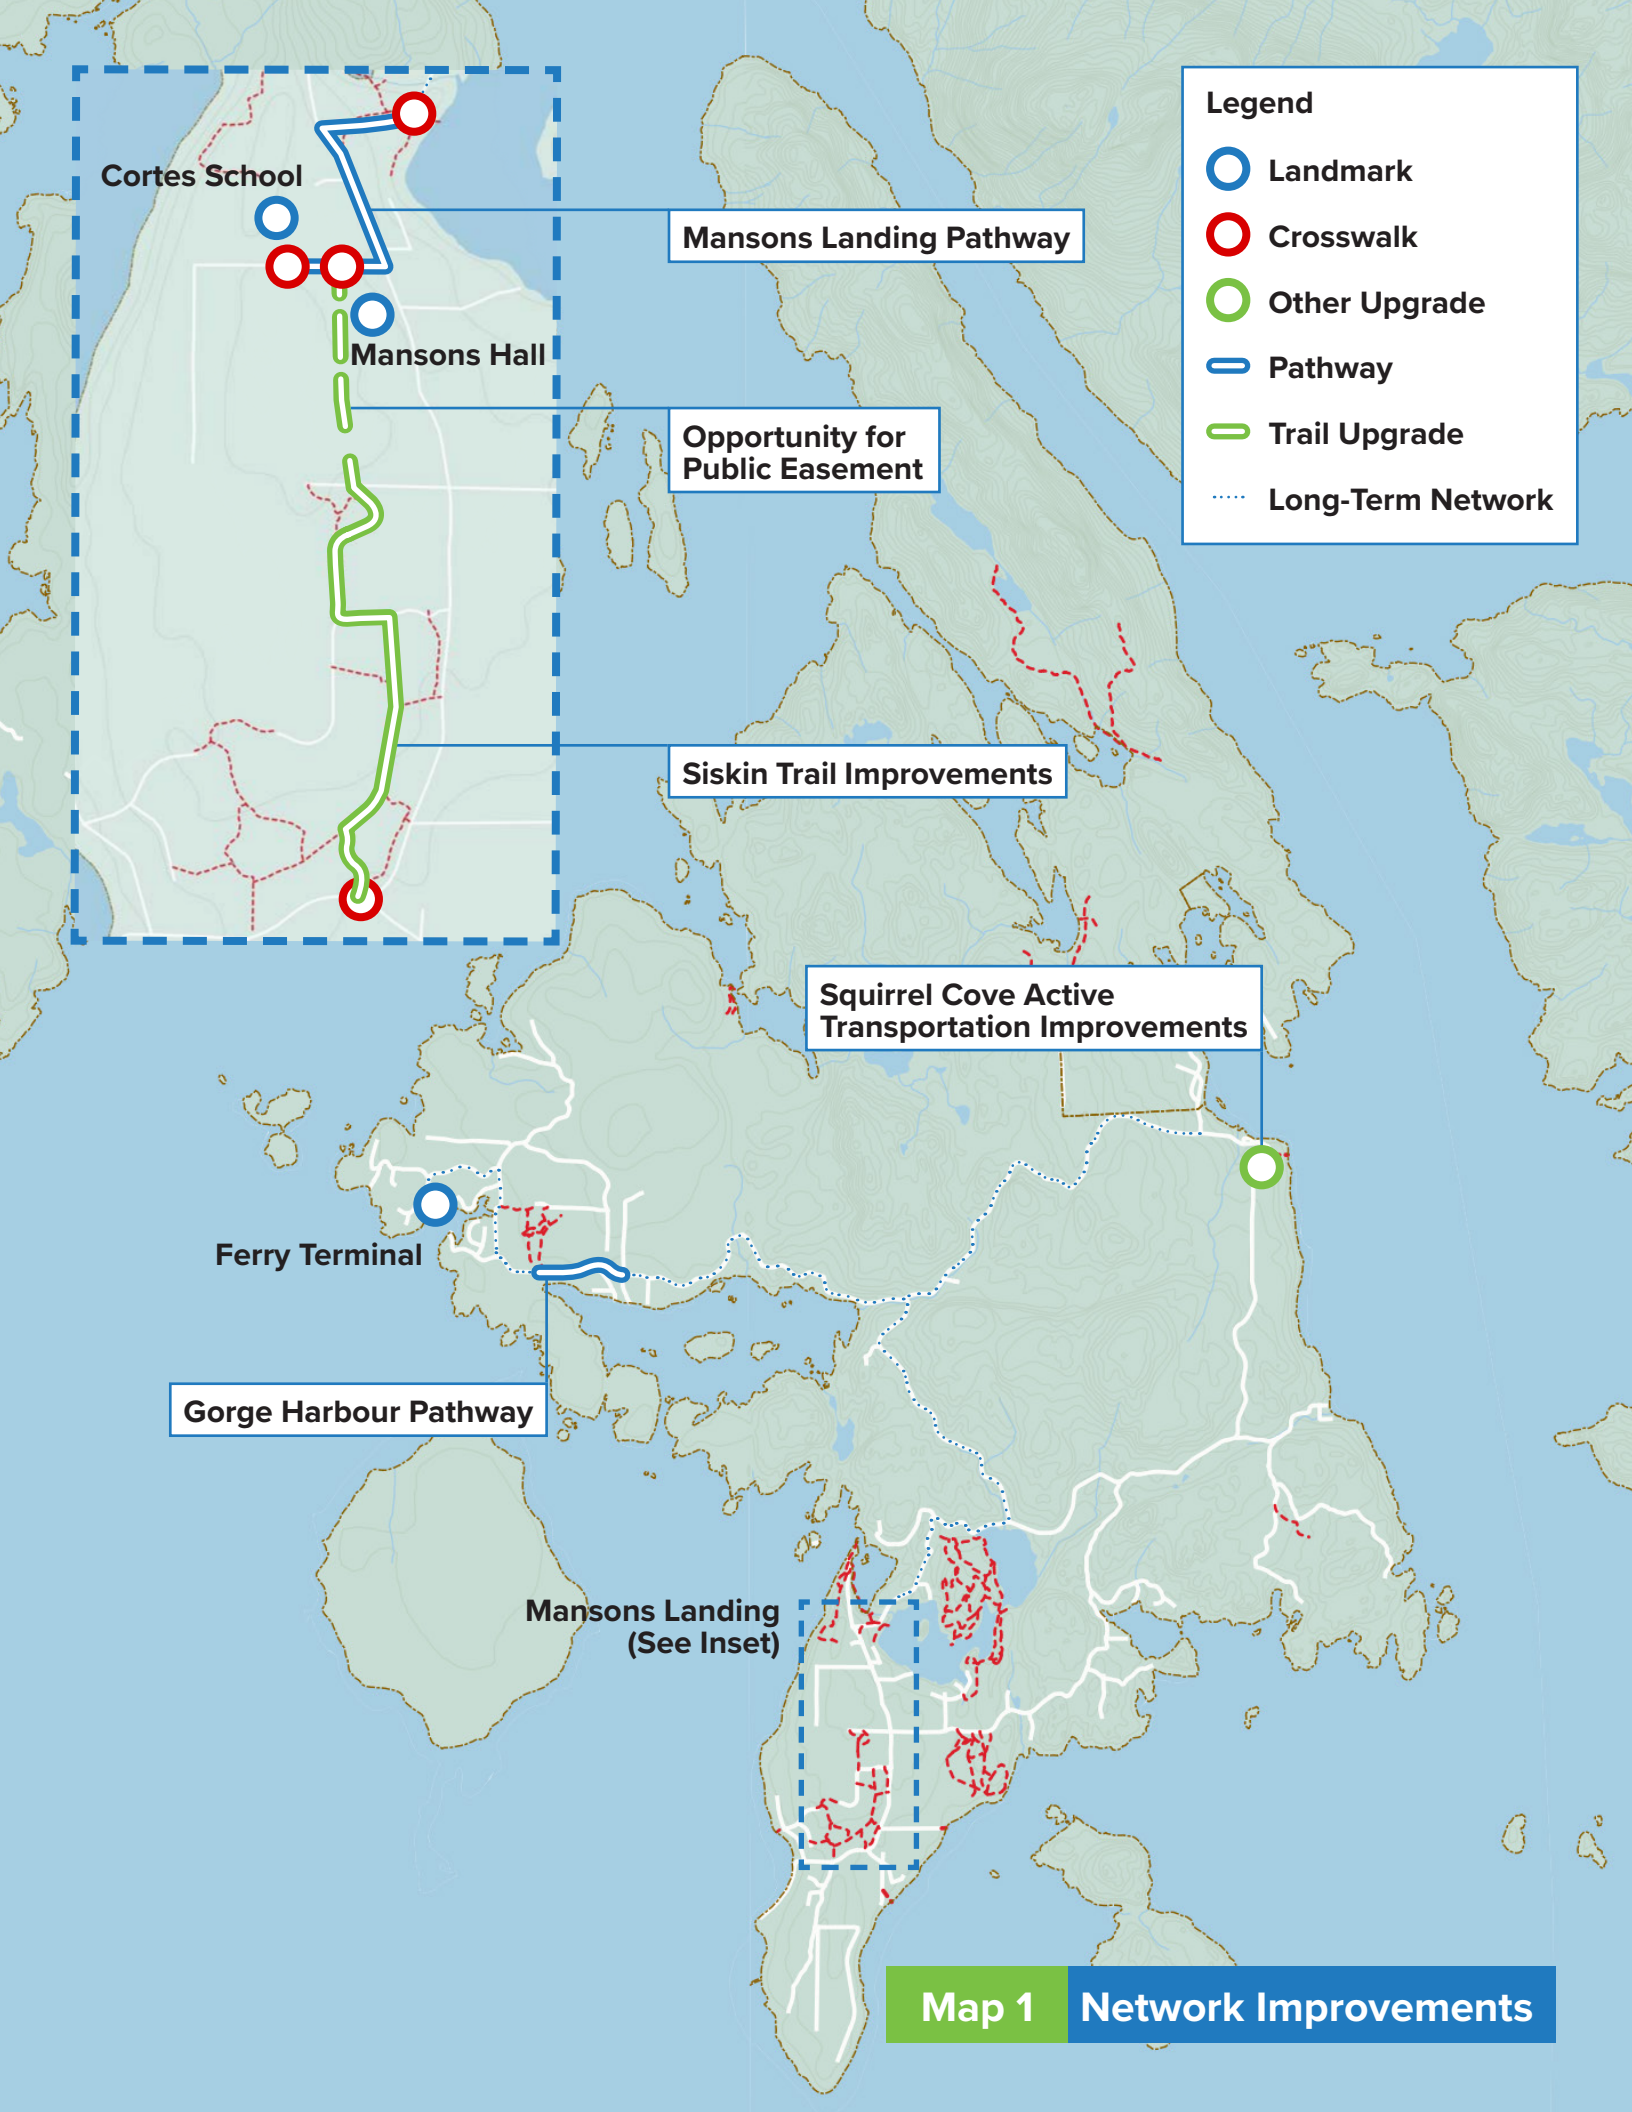 Legend
Landmark
Crosswalk
Other Upgrade
Pathway
Trail Upgrade
Long-Term Network
Cortes School
Mansons Landing Pathway
Mansons Hall
Opportunity for
Public Easement
Siskin Trail Improvements
Squirrel Cove Active
Transportation Improvements
Ferry Terminal
Gorge Harbour Pathway
Mansons Landing
(See Inset)
Map 1 Network Improvements